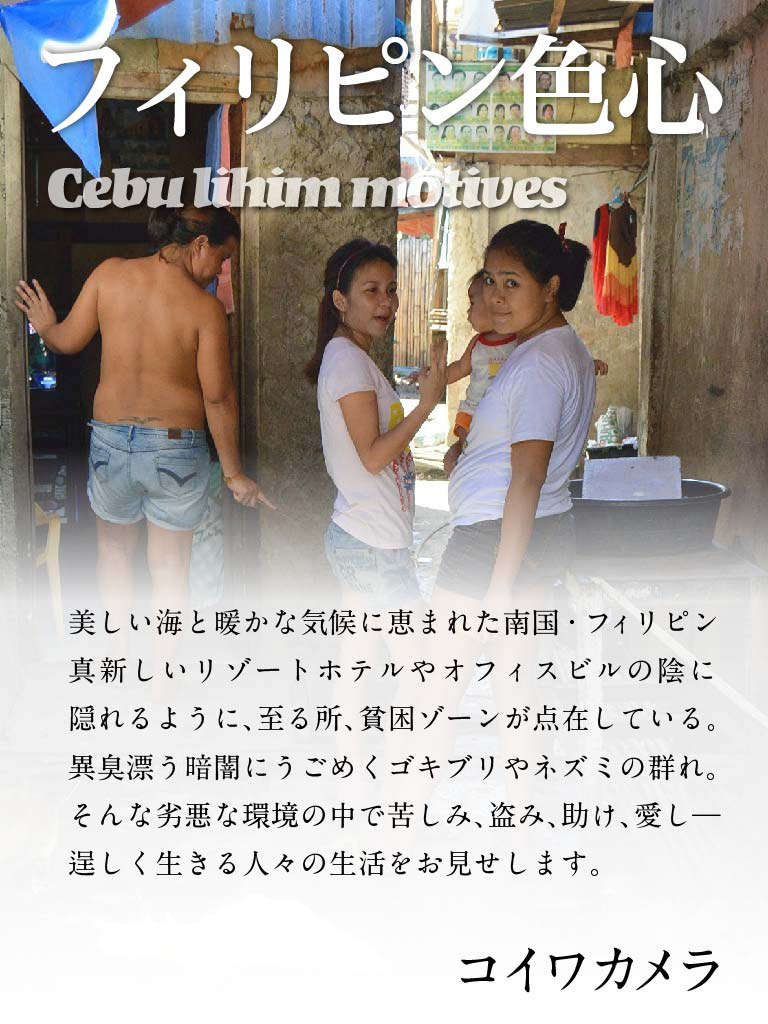 フィリピン色心
Cebu lihim motives
美しい海と暖かな気候に恵まれた南国・フィリピン
真新しいリゾートホテルやオフィスビルの陰に
隠れるように、至る所、貧困ゾーンが点在している。
異臭漂う暗闇にうごめくゴキブリやネズミの群れ。
そんな劣悪な環境の中で苦しみ、盗み、助け、愛し―
逞しく生きる人々の生活をお見せします。
コイワカメラ